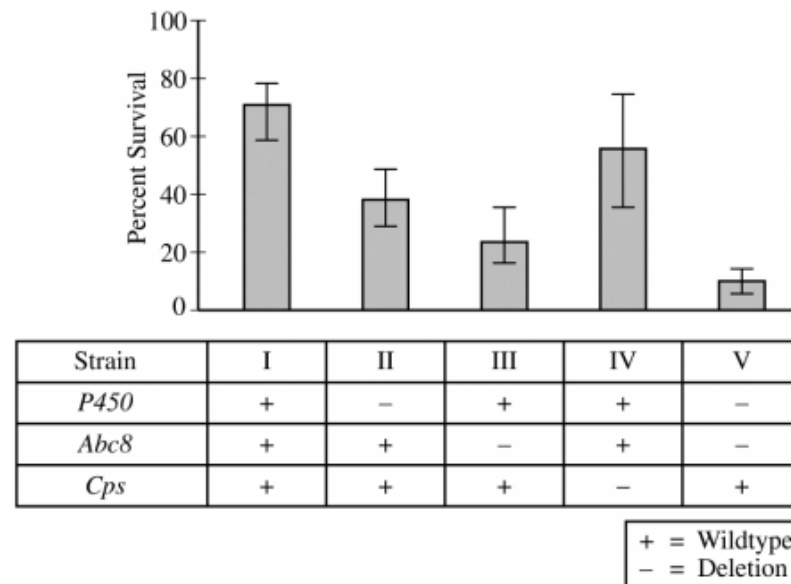 100
80
60
40
20
0
Percent Survival
Strain I II III IV V
P450 + – + + –
Abc8 + + – + –
Cps + + + – +
+ = Wildtype
– = Deletion